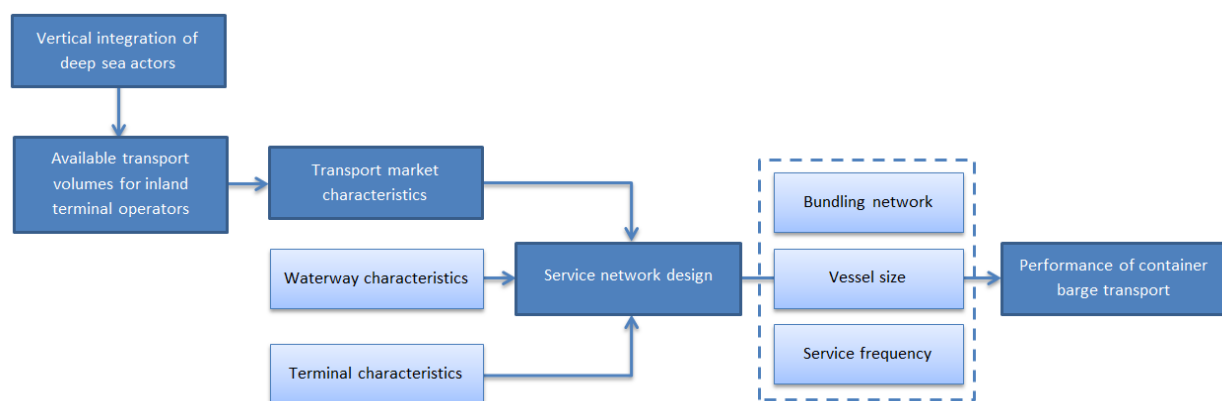 Vertical integration of
deep sea actors
Available transport
volumes for inland
terminal operators
Transport market
characteristics
Waterway characteristics
Terminal characteristics
Service network design
Bundling network
Vessel size
Service frequency
Performance of container
barge transport